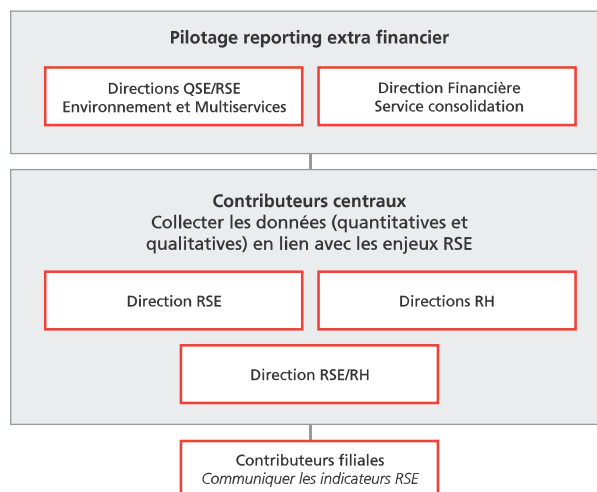 Pilotage reporting extra financier
Directions QSE/RSE
Environnement et Multiservices
Direction Financière
Service consolidation
Contributeurs centraux
Collecter les données (quantitatives et
qualitatives) en lien avec les enjeux RSE
Direction RSE
Directions RH
Direction RSE/RH
Contributeurs filiales
Communiquer les indicateurs RSE